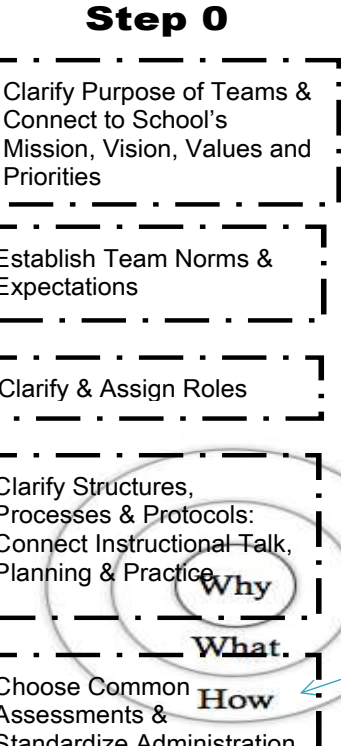 Step 0
Clarify Purpose of Teams &
Connect to School's
Mission, Vision, Values and
Priorities
Establish Team Norms &
Expectations
Clarify & Assign Roles
Clarify Structures,
Processes & Protocols:
Connect Instructional Talk,
Planning & Practice
Why
What
Choose Common
How
Assessments &
Standardize Administration